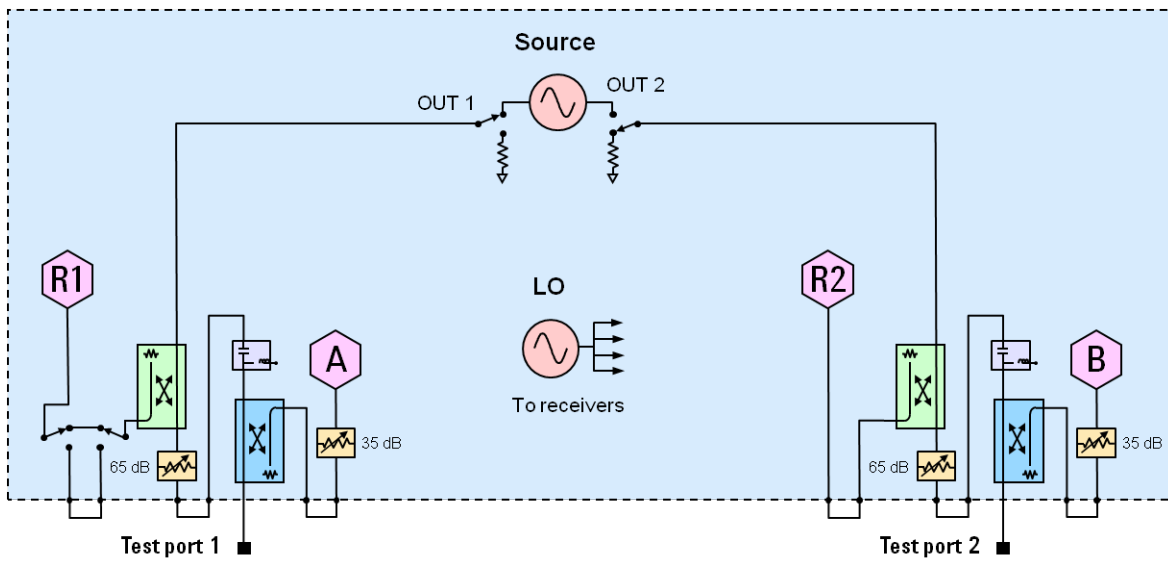 Source
OUT 1
OUT 2
R1
LO
R2
A
B
To receivers
65 dB
35 dB
65 dB
35 dB
Test port 1
Test port 2